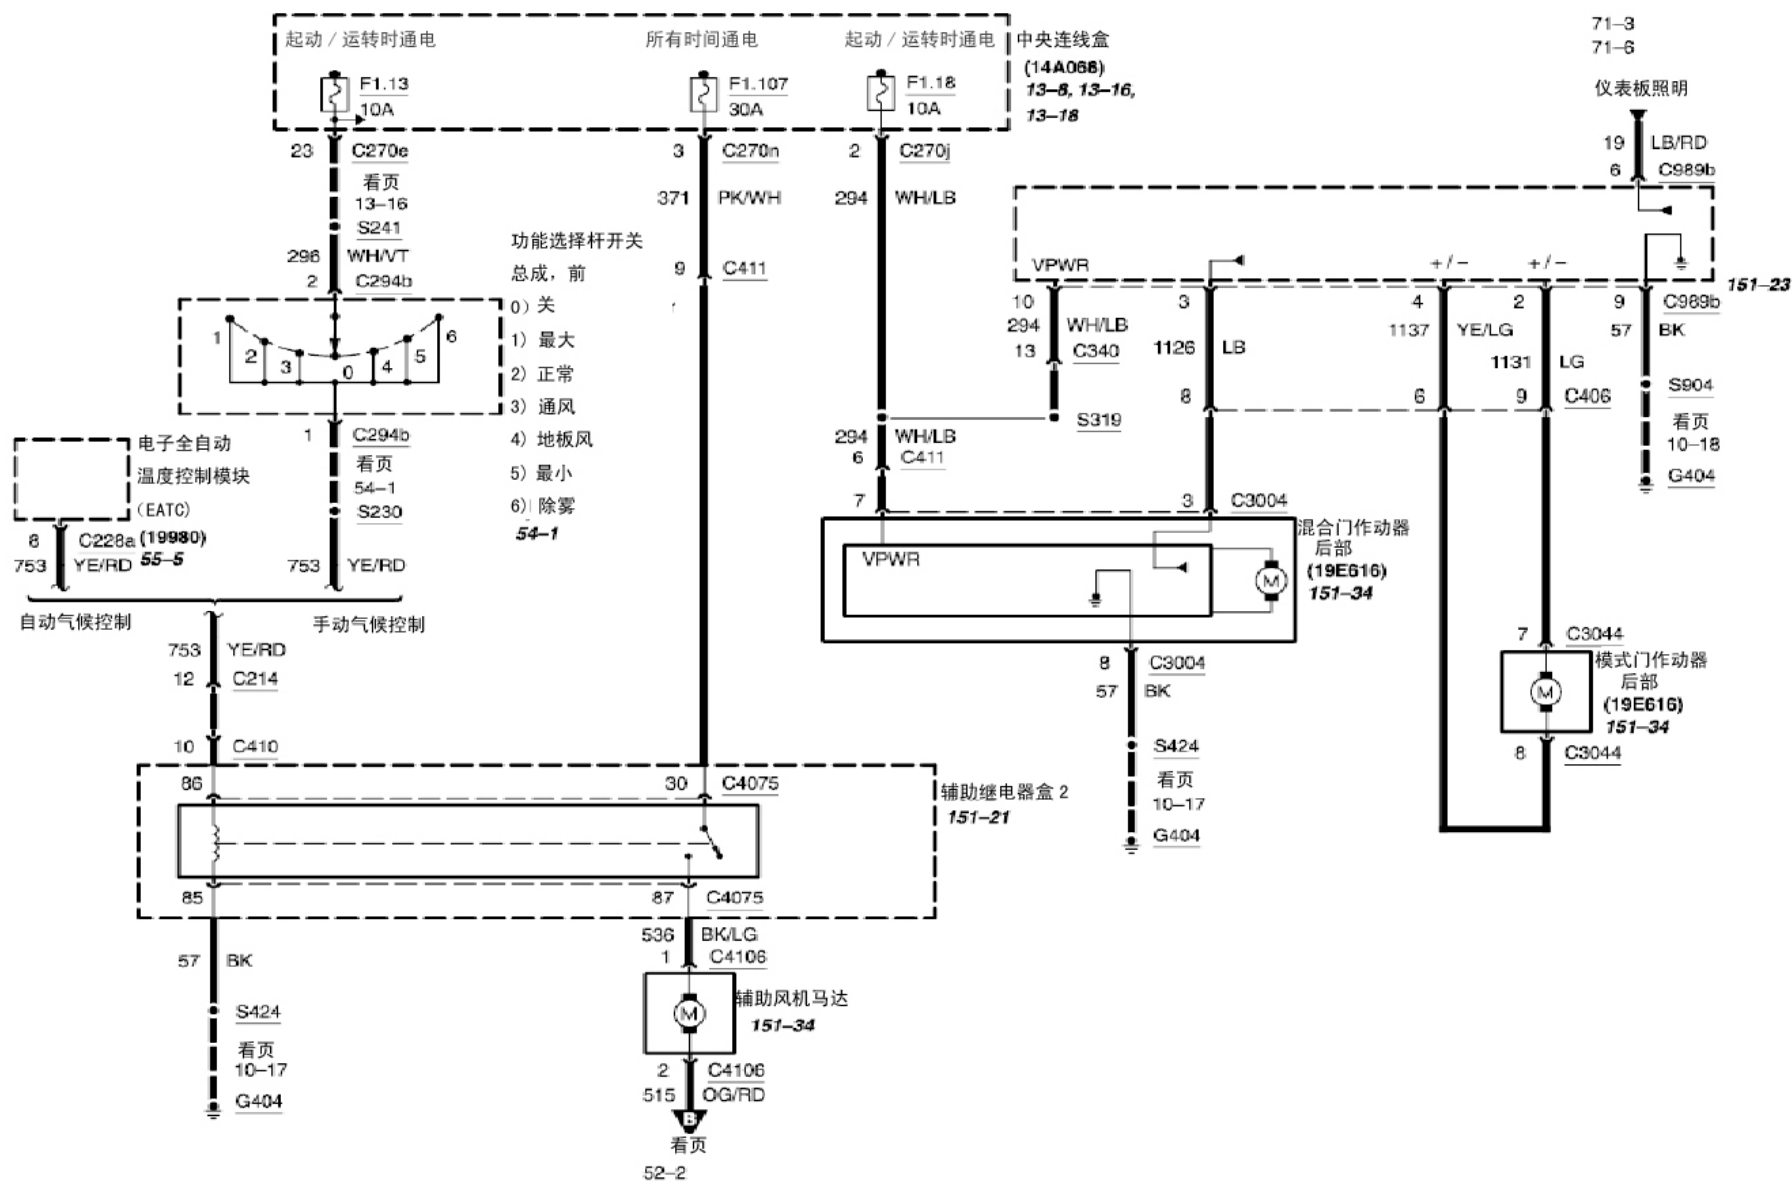 71-3
71-6
起动 / 运转时通电
所有时间通电
起动 / 运转时通电
中央连线盒
(14A068)
13-8, 13-16,
13-18
F1.13
10A
F1.107
30A
F1.18
10A
仪表板照明
19 LB/RD
6 C989b
23 C270e
3 C270n
2 C270j
看页
13-16
S241
371 PK/WH
294 WH/LB
296 WH/VT
2 C294b
9 C411
功能选择杆开关
总成，前
0) 关
1) 最大
2) 正常
3) 通风
4) 地板风
5) 最小
6) 除雾
54-1
1
2
3
0
4
5
6
VPWR
+/-
+/-
151-23
10
3
4
2
9 C989b
294 WH/LB
13 C340
1126 LB
1137 YE/LG
1131 LG
57 BK
8
6
9 C406
S904
看页
10-18
G404
S319
294 WH/LB
6 C411
1 C294b
看页
54-1
S230
电子全自动
温度控制模块
(EATC)
(19980)
55-5
8 C228a
753 YE/RD
753 YE/RD
自动气候控制
手动气候控制
7
3 C3004
VPWR
M
混合门作动器
后部
(19E616)
151-34
8 C3004
57 BK
S424
看页
10-17
G404
7 C3044
M
模式门作动器
后部
(19E616)
151-34
8 C3044
753 YE/RD
12 C214
10 C410
86
30 C4075
辅助继电器盒 2
151-21
85
87 C4075
57 BK
S424
看页
10-17
G404
536 BK/LG
1 C4106
M
辅助风机马达
151-34
2 C4106
515 OG/RD
B
看页
52-2